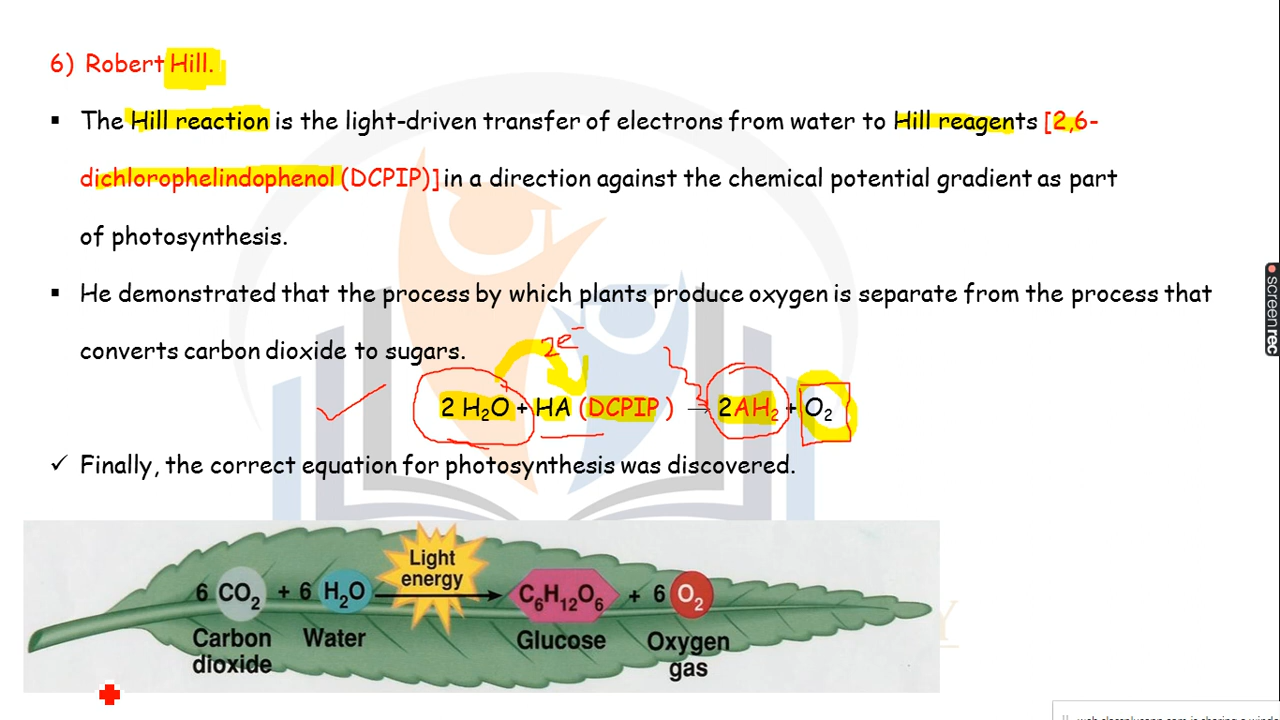 6) Robert Hill.
▪ The Hill reaction is the light-driven transfer of electrons from water to Hill reagents [2,6-
dichlorophelindophenol (DCPIP)] in a direction against the chemical potential gradient as part
of photosynthesis.
▪ He demonstrated that the process by which plants produce oxygen is separate from the process that
converts carbon dioxide to sugars.
2e⁻
2 H₂O + HA (DCPIP) → 2AH₂ + O₂
✓ Finally, the correct equation for photosynthesis was discovered.
Light
energy
6 CO₂ + 6 H₂O → C₆H₁₂O₆ + 6 O₂
Carbon Water Glucose Oxygen
dioxide gas
screenrec